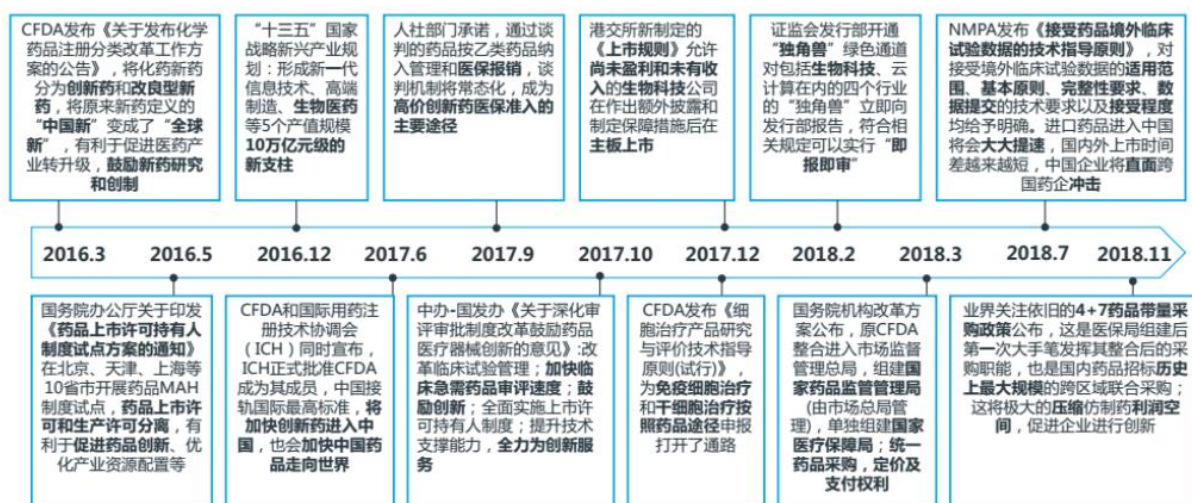 CFDA发布《关于发布化学
药品注册分类改革工作方
案的公告》，将化药新药
分为创新药和改良型新
药，将原来新药定义的
“中国新”变成了“全球
新”，有利于促进医药产
业转升级，鼓励新药研究
和创制
“十三五”国家
战略新兴产业规
划：形成新一代
信息技术、高端
制造、生物医药
等5个产值规模
10万亿元级的
新支柱
人社部门承诺，通过谈
判的药品按乙类药品纳
入管理和医保报销，谈
判机制将常态化，成为
高价创新药医保准入的
主要途径
港交所新制定的
《上市规则》允许
尚未盈利和未有收
入的生物科技公司
在作出额外披露和
制定保障措施后在
主板上市
证监会发行部开通
“独角兽”绿色通道
对包括生物科技、云
计算在内的四个行业
的“独角兽”立即向
发行部报告，符合相
关规定可以实行“即
报即审”
NMPA发布《接受药品境外临床
试验数据的技术指导原则》，对
接受境外临床试验数据的适用范
围、基本原则、完整性要求、数
据提交的技术要求以及接受程度
均给予明确。进口药品进入中国
将会大大提速，国内外上市时间
差越来越短，中国企业将直面跨
国药企冲击
2016.3 2016.5 2016.12 2017.6 2017.9 2017.10 2017.12 2018.2 2018.3 2018.7 2018.11
国务院办公厅关于印发
《药品上市许可持有人
制度试点方案的通知》
在北京、天津、上海等
10省市开展药品MAH
制度试点，药品上市许
可和生产许可分离，有
利于促进药品创新、优
化产业资源配置等
CFDA和国际用药注
册技术协调会
（ICH）同时宣布，
ICH正式批准CFDA
成为其成员，中国接
轨国际最高标准，将
加快创新药进入中
国，也会加快中国药
品走向世界
中办-国发办《关于深化审
评审批制度改革鼓励药品
医疗器械创新的意见》:改
革临床试验管理；加快临
床急需药品审评速度；鼓
励创新；全面实施上市许
可持有人制度；提升技术
支撑能力，全力为创新服
务
CFDA发布《细
胞治疗产品研究
与评价技术指导
原则(试行)》，
为免疫细胞治疗
和干细胞治疗按
照药品途径申报
打开了通路
国务院机构改革方
案公布，原CFDA
整合进入市场监督
管理总局，组建国
家药品监管管理局
(由市场总局管
理)，单独组建国家
医疗保障局；统一
药品采购，定价及
支付权利
业界关注依旧的4+7药品带量采
购政策公布，这是医保局组建后
第一次大手笔发挥其整合后的采
购职能，也是国内药品招标历史
上最大规模的跨区域联合采购；
这将极大的压缩仿制药利润空
间，促进企业进行创新